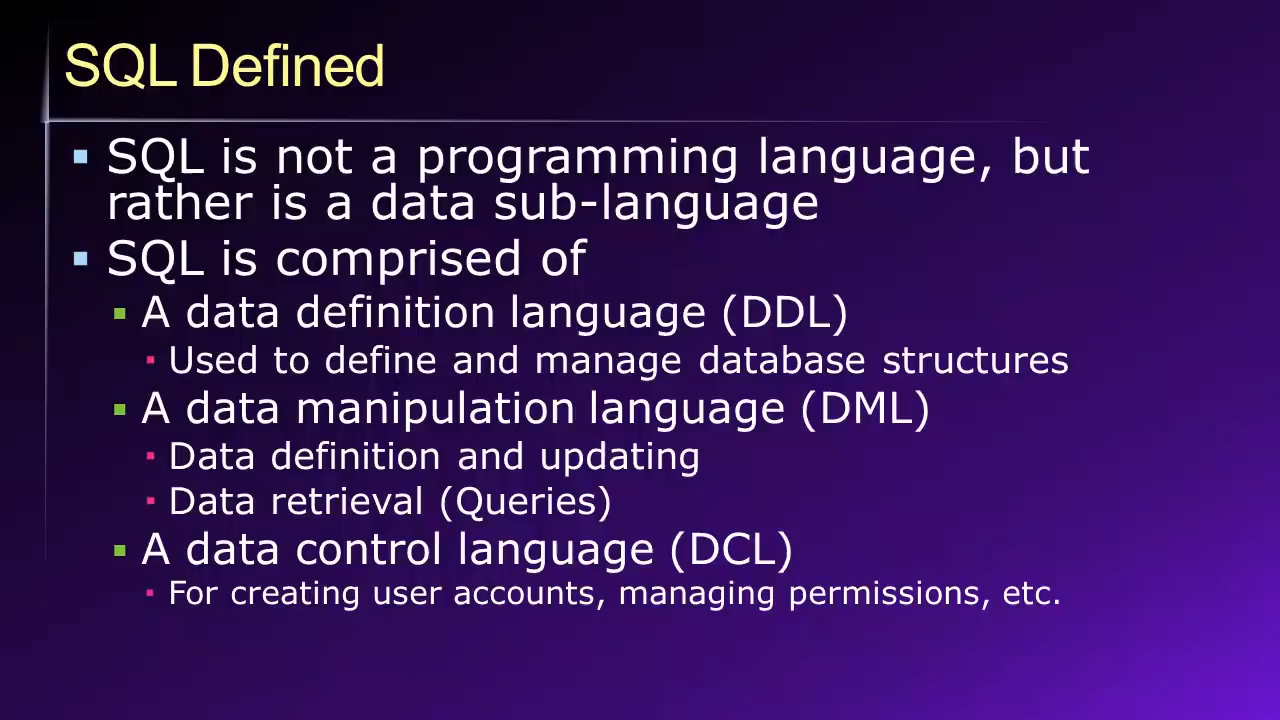 SQL Defined
SQL is not a programming language, but
rather is a data sub-language
SQL is comprised of
A data definition language (DDL)
Used to define and manage database structures
A data manipulation language (DML)
Data definition and updating
Data retrieval (Queries)
A data control language (DCL)
For creating user accounts, managing permissions, etc.